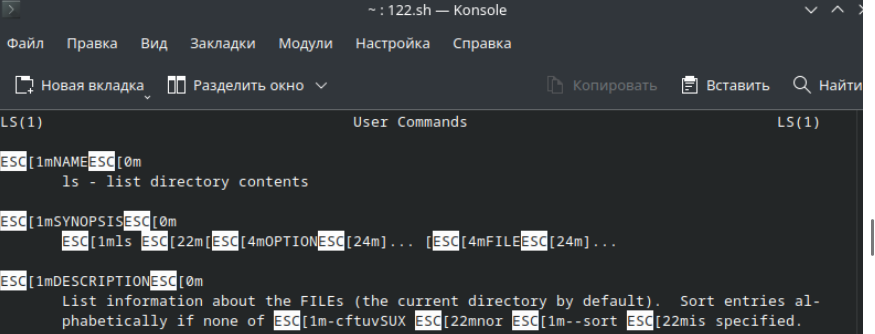 ~ : 122.sh — Konsole
Файл Правка Вид Закладки Модули Настройка Справка
Новая вкладка Разделить окно Копировать Вставить Найти
LS(1) User Commands LS(1)
ESC[1mNAMEESC[0m
ls - list directory contents
ESC[1mSYNOPSISESC[0m
ESC[1mls ESC[22m[ESC[4mOPTIONESC[24m]... [ESC[4mFILEESC[24m]...
ESC[1mDESCRIPTIONESC[0m
List information about the FILEs (the current directory by default). Sort entries al-
phabetically if none of ESC[1m-cftuvSUX ESC[22mnor ESC[1m--sort ESC[22mis specified.